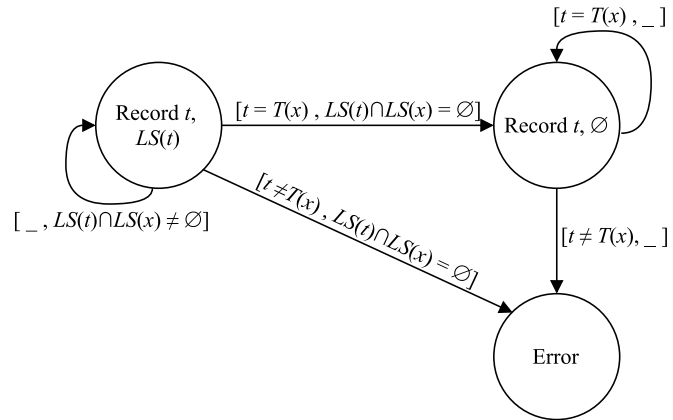 [t = T(x) , _ ]
Record t,
LS(t)
[t = T(x) , LS(t)∩LS(x) = ∅]
Record t, ∅
[ _ , LS(t)∩LS(x) ≠ ∅]
[t ≠T(x) , LS(t)∩LS(x) = ∅]
[t ≠ T(x), _ ]
Error